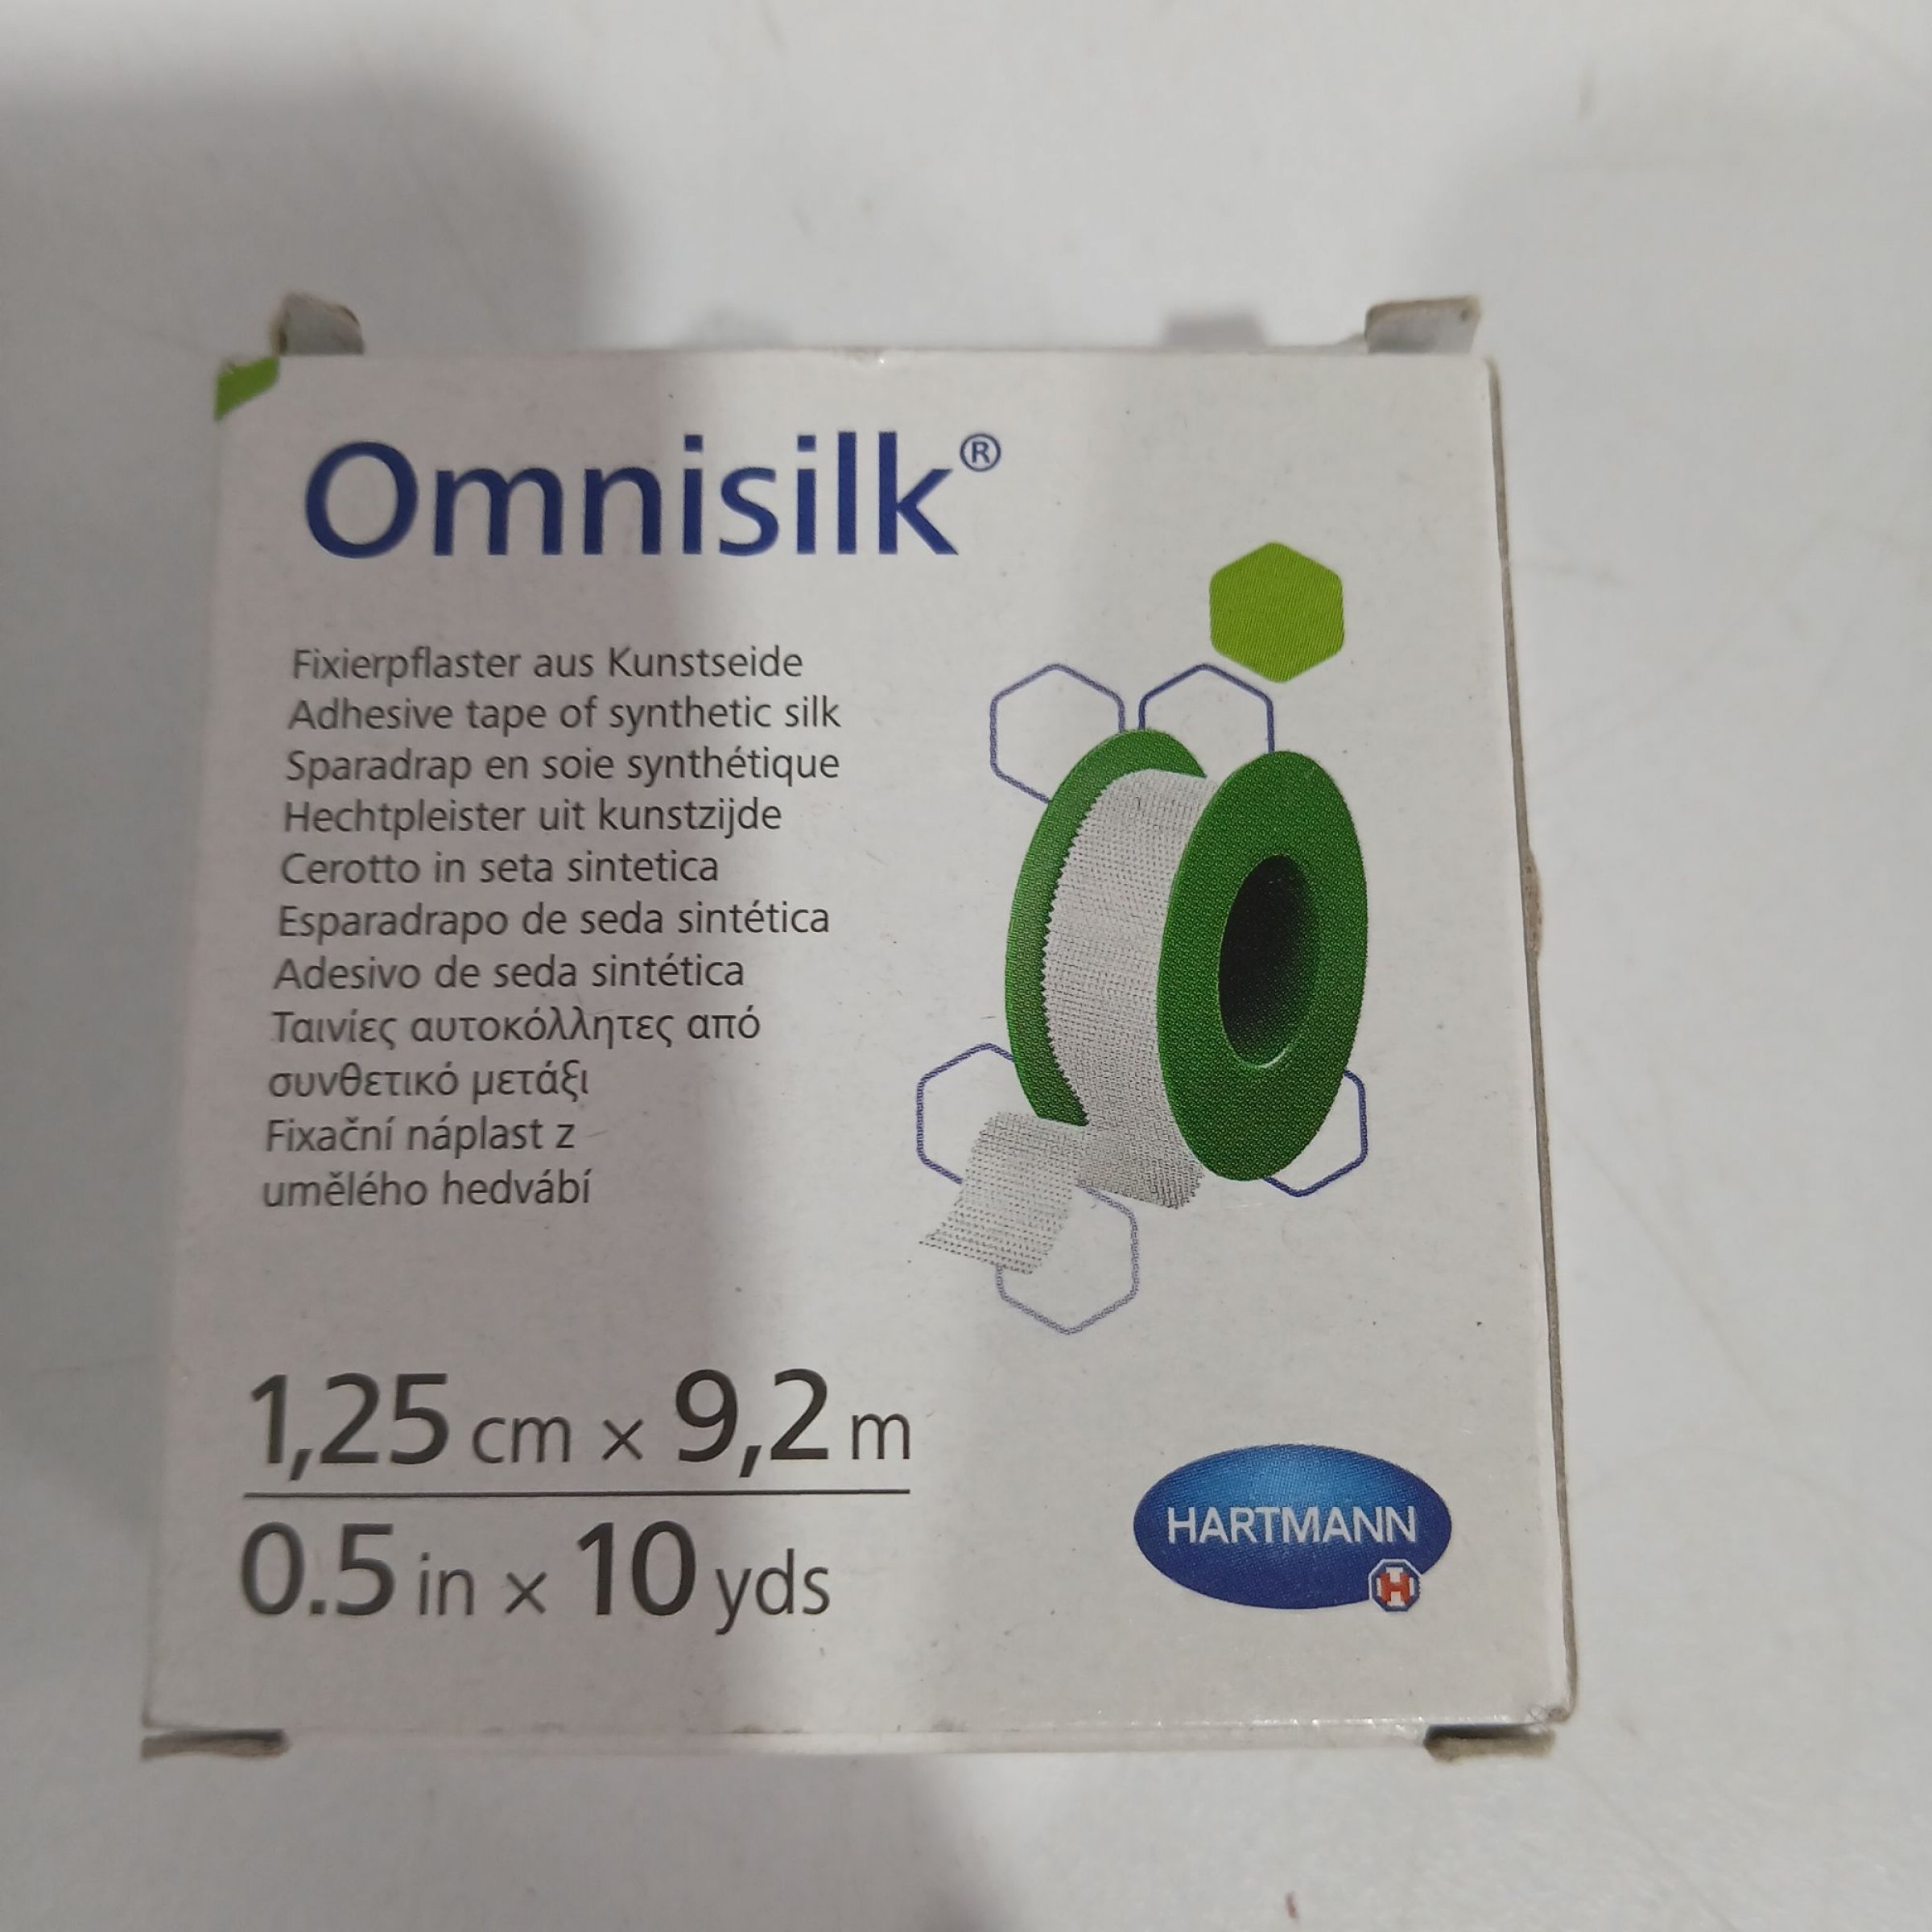 Omnisilk®
Fixierpflaster aus Kunstseide
Adhesive tape of synthetic silk
Sparadrap en soie synthétique
Hechtpleister uit kunstzijde
Cerotto in seta sintetica
Esparadrapo de seda sintética
Adesivo de seda sintética
Ταινίες αυτοκόλλητες από
συνθετικό μετάξι
Fixační náplast z
umělého hedvábí
1,25 cm x 9,2 m
0.5 in x 10 yds
HARTMANN
H